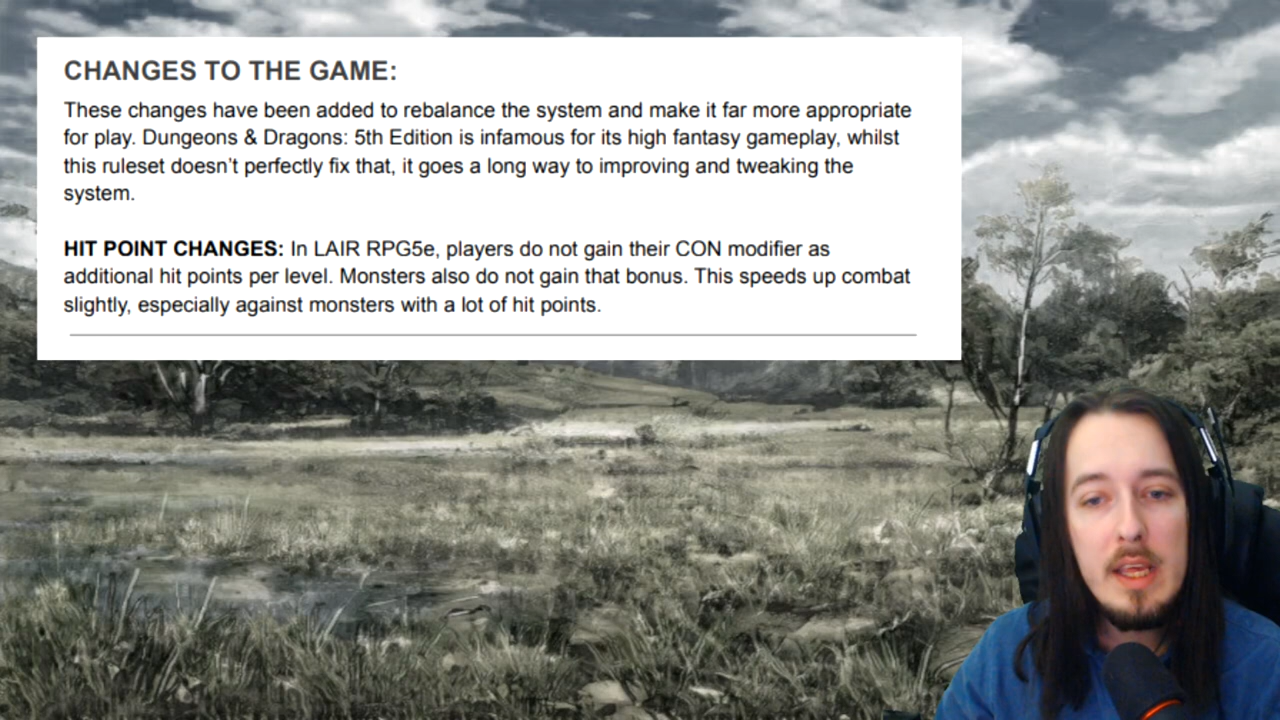 CHANGES TO THE GAME:
These changes have been added to rebalance the system and make it far more appropriate
for play. Dungeons & Dragons: 5th Edition is infamous for its high fantasy gameplay, whilst
this ruleset doesn’t perfectly fix that, it goes a long way to improving and tweaking the
system.
HIT POINT CHANGES: In LAIR RPG5e, players do not gain their CON modifier as
additional hit points per level. Monsters also do not gain that bonus. This speeds up combat
slightly, especially against monsters with a lot of hit points.